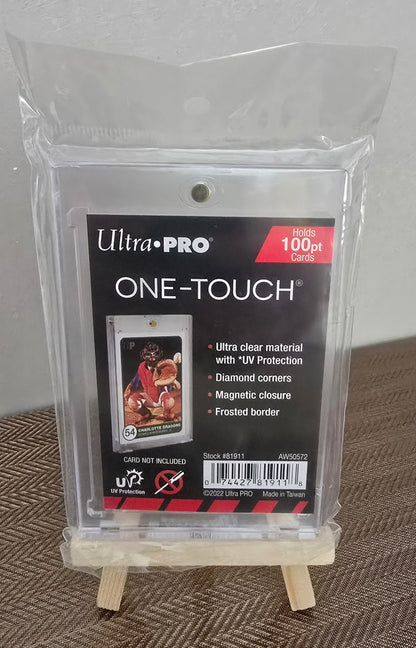 Ultra•PRO®
Holds
100pt
Cards
ONE-TOUCH®
• Ultra clear material
with *UV Protection
• Diamond corners
• Magnetic closure
• Frosted border
54
CHARLOTTE DRAGONS
CARD NOT INCLUDED
UV
UV Protection
Stock #81911
AW50572
0 74427 81911 8
©2022 Ultra PRO
Made in Taiwan